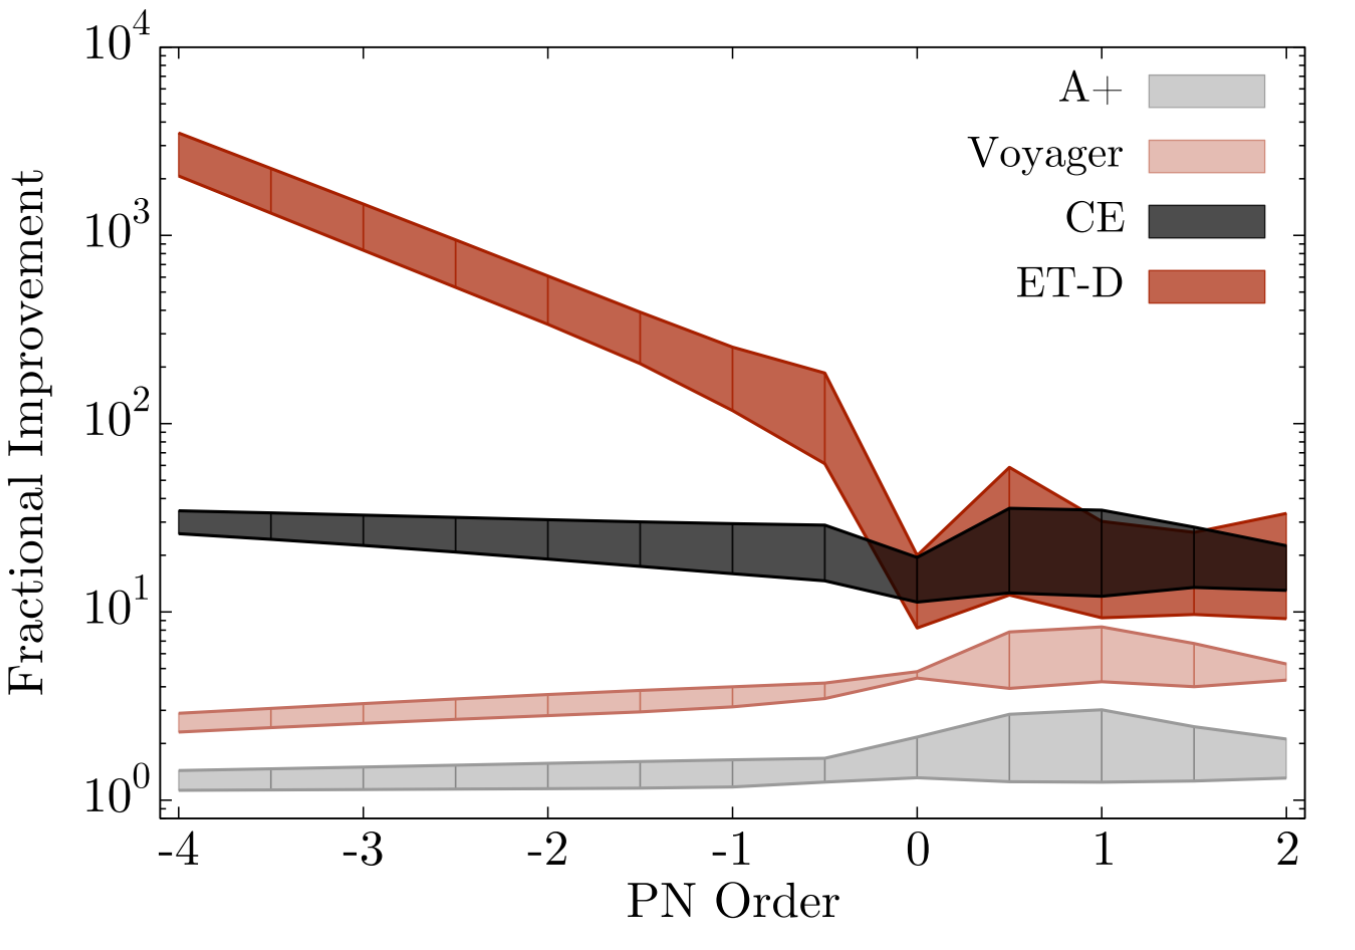 10^4
A+
Voyager
CE
ET-D
10^3
10^2
10^1
10^0
Fractional Improvement
-4 -3 -2 -1 0 1 2
PN Order